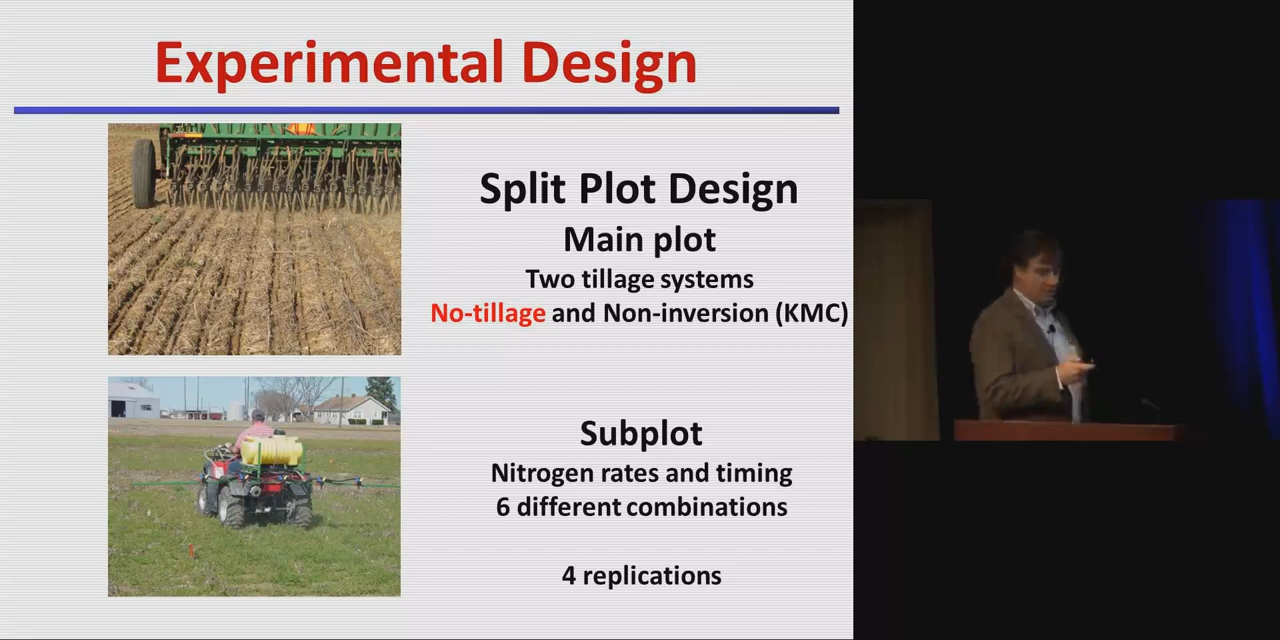 Experimental Design
Split Plot Design
Main plot
Two tillage systems
No-tillage and Non-inversion (KMC)
Subplot
Nitrogen rates and timing
6 different combinations
4 replications